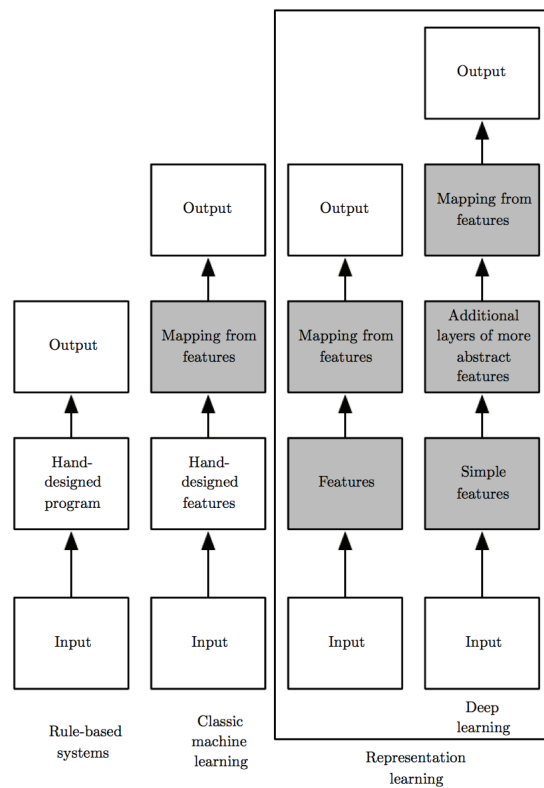 Output
Output
Output
Mapping from
features
Output
Mapping from
features
Mapping from
features
Additional
layers of more
abstract
features
Hand-
designed
program
Hand-
designed
features
Features
Simple
features
Input
Input
Input
Input
Rule-based
systems
Classic
machine
learning
Deep
learning
Representation
learning